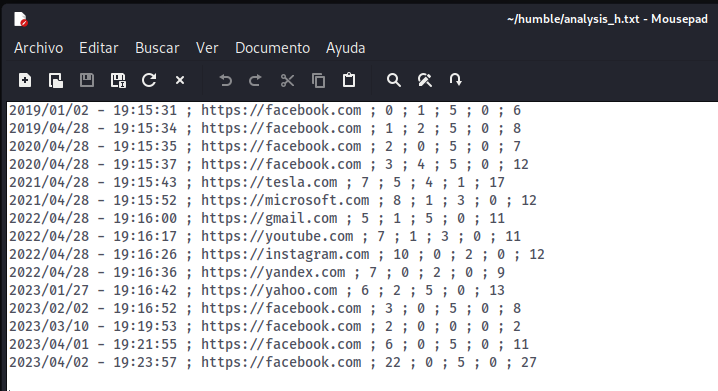 ~/humble/analysis_h.txt - Mousepad
Archivo Editar Buscar Ver Documento Ayuda
2019/01/02 - 19:15:31 ; https://facebook.com ; 0 ; 1 ; 5 ; 0 ; 6
2019/04/28 - 19:15:34 ; https://facebook.com ; 1 ; 2 ; 5 ; 0 ; 8
2020/04/28 - 19:15:35 ; https://facebook.com ; 2 ; 0 ; 5 ; 0 ; 7
2020/04/28 - 19:15:37 ; https://facebook.com ; 3 ; 4 ; 5 ; 0 ; 12
2021/04/28 - 19:15:43 ; https://tesla.com ; 7 ; 5 ; 4 ; 1 ; 17
2021/04/28 - 19:15:52 ; https://microsoft.com ; 8 ; 1 ; 3 ; 0 ; 12
2022/04/28 - 19:16:00 ; https://gmail.com ; 5 ; 1 ; 5 ; 0 ; 11
2022/04/28 - 19:16:17 ; https://youtube.com ; 7 ; 1 ; 3 ; 0 ; 11
2022/04/28 - 19:16:26 ; https://instagram.com ; 10 ; 0 ; 2 ; 0 ; 12
2022/04/28 - 19:16:36 ; https://yandex.com ; 7 ; 0 ; 2 ; 0 ; 9
2023/01/27 - 19:16:42 ; https://yahoo.com ; 6 ; 2 ; 5 ; 0 ; 13
2023/02/02 - 19:16:52 ; https://facebook.com ; 3 ; 0 ; 5 ; 0 ; 8
2023/03/10 - 19:19:53 ; https://facebook.com ; 2 ; 0 ; 0 ; 0 ; 2
2023/04/01 - 19:21:55 ; https://facebook.com ; 6 ; 0 ; 5 ; 0 ; 11
2023/04/02 - 19:23:57 ; https://facebook.com ; 22 ; 0 ; 5 ; 0 ; 27